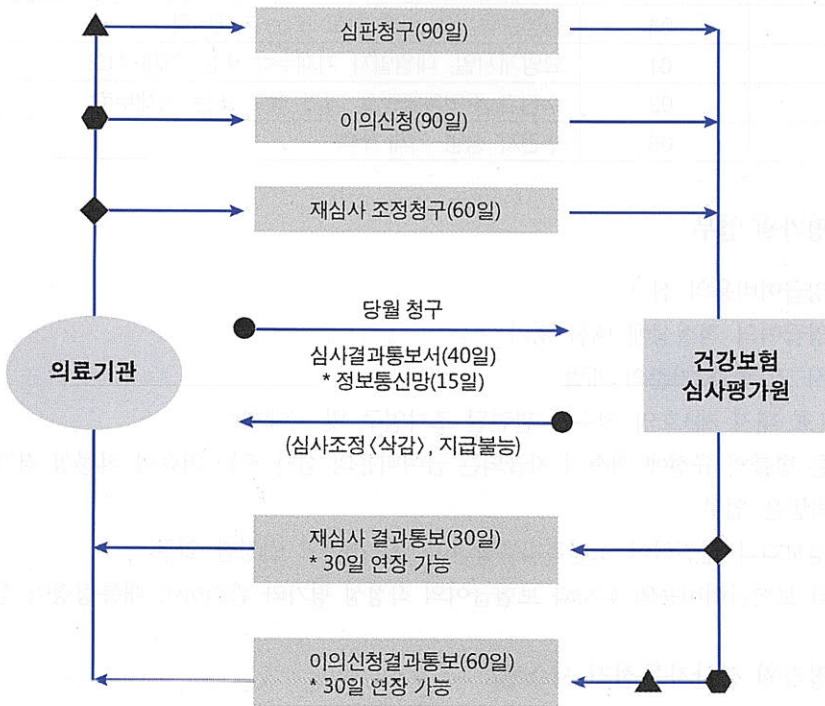 심판청구(90일)
이의신청(90일)
재심사 조정청구(60일)
당월 청구
심사결과통보서(40일)
* 정보통신망(15일)
(심사조정〈삭감〉, 지급불능)
의료기관
건강보험
심사평가원
재심사 결과통보(30일)
* 30일 연장 가능
이의신청결과통보(60일)
* 30일 연장 가능